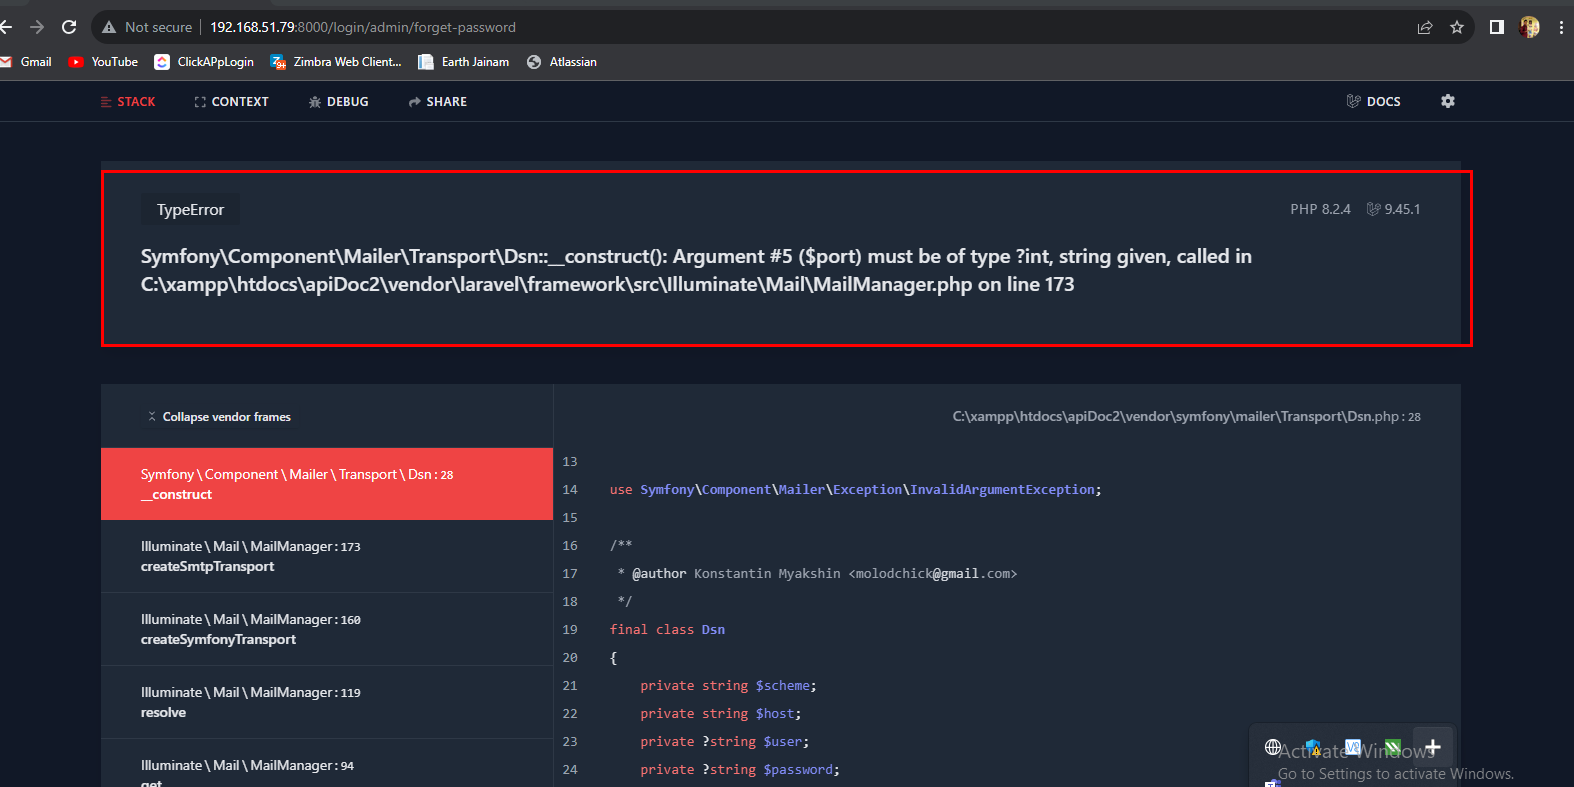 Not secure | 192.168.51.79:8000/login/admin/forget-password
Gmail YouTube ClickAPpLogin Zimbra Web Client... Earth Jainam Atlassian
STACK CONTEXT DEBUG SHARE DOCS
TypeError PHP 8.2.4 9.45.1
Symfony\Component\Mailer\Transport\Dsn::__construct(): Argument #5 ($port) must be of type ?int, string given, called in
C:\xampp\htdocs\apiDoc2\vendor\laravel\framework\src\Illuminate\Mail\MailManager.php on line 173
Collapse vendor frames
C:\xampp\htdocs\apiDoc2\vendor\symfony\mailer\Transport\Dsn.php : 28
Symfony \ Component \ Mailer \ Transport \ Dsn : 28
__construct
Illuminate \ Mail \ MailManager : 173
createSmtpTransport
Illuminate \ Mail \ MailManager : 160
createSymfonyTransport
Illuminate \ Mail \ MailManager : 119
resolve
Illuminate \ Mail \ MailManager : 94
get
13
14 use Symfony\Component\Mailer\Exception\InvalidArgumentException;
15
16 /**
17 * @author Konstantin Myakshin <molodchick@gmail.com>
18 */
19 final class Dsn
20 {
21 private string $scheme;
22 private string $host;
23 private ?string $user;
24 private ?string $password;
Activate Windows
Go to Settings to activate Windows.